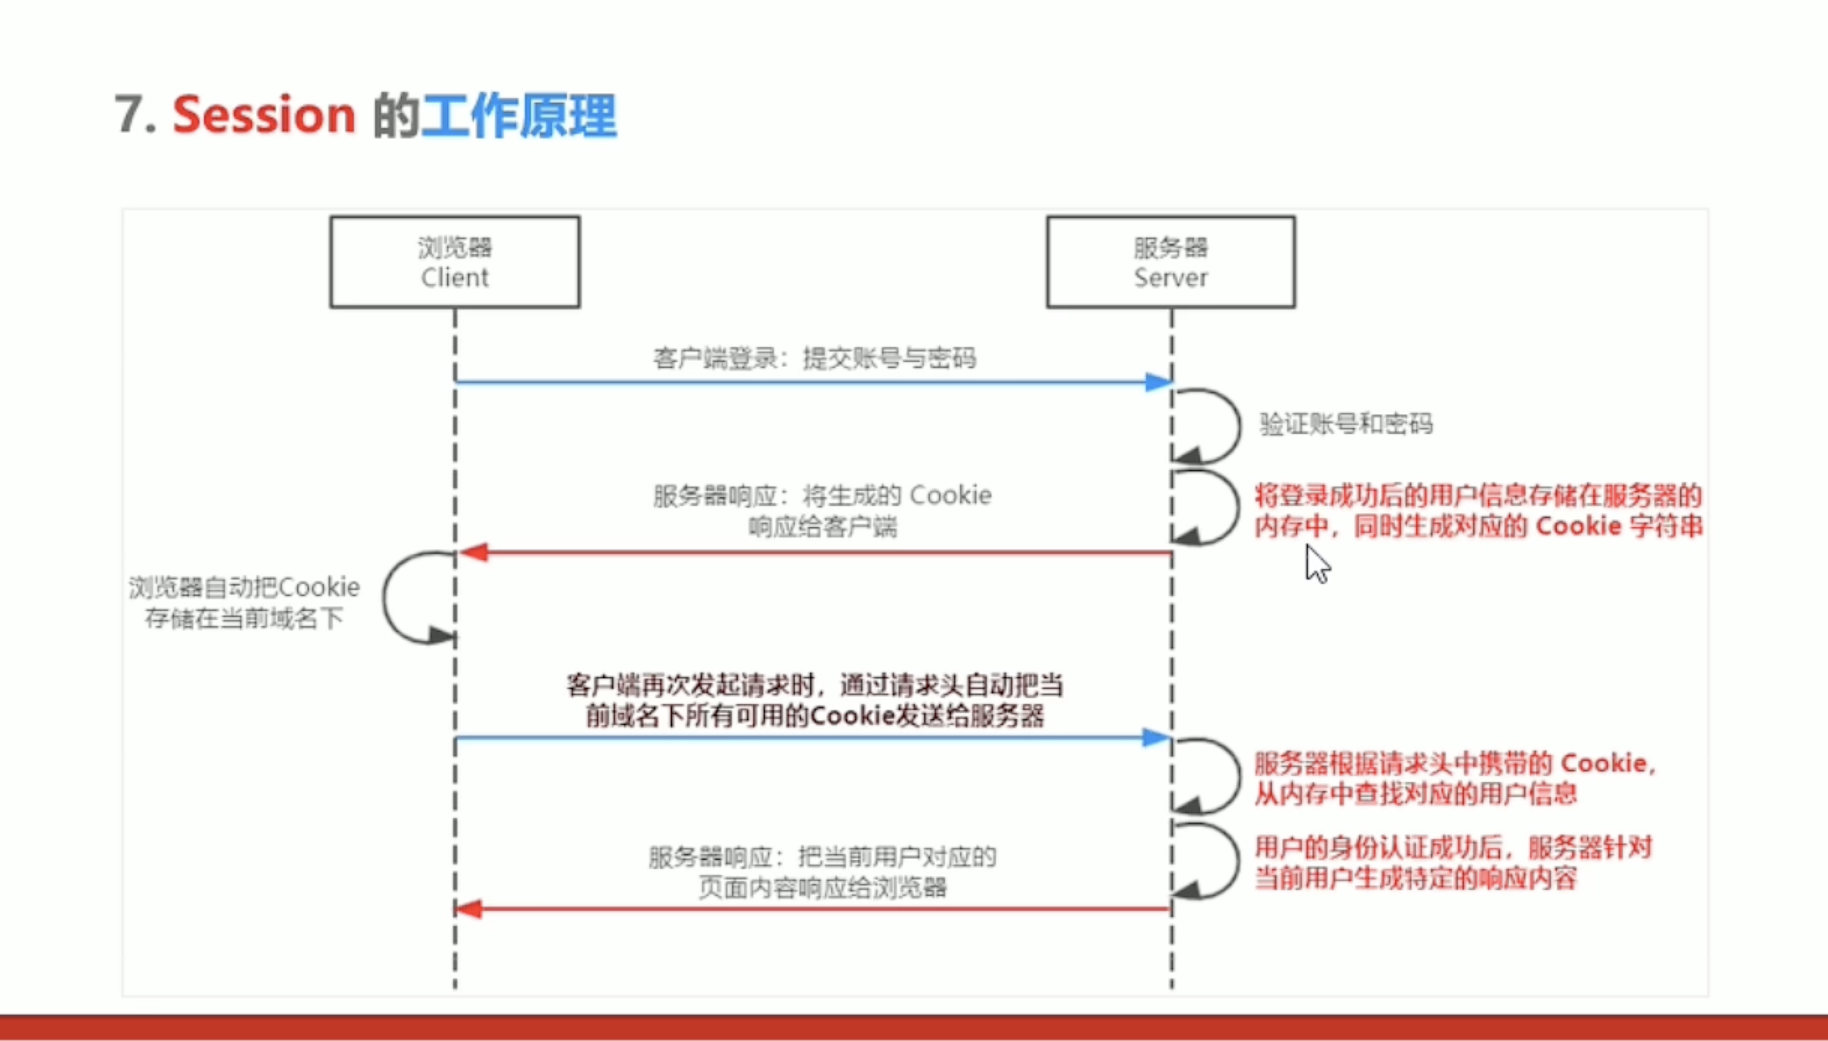 7. Session 的工作原理
浏览器
Client
服务器
Server
客户端登录：提交账号与密码
验证账号和密码
服务器响应：将生成的 Cookie
响应给客户端
将登录成功后的用户信息存储在服务器的
内存中，同时生成对应的 Cookie 字符串
浏览器自动把Cookie
存储在当前域名下
客户端再次发起请求时，通过请求头自动把当
前域名下所有可用的Cookie发送给服务器
服务器根据请求头中携带的 Cookie，
从内存中查找对应的用户信息
用户的身份认证成功后，服务器针对
当前用户生成特定的响应内容
服务器响应：把当前用户对应的
页面内容响应给浏览器